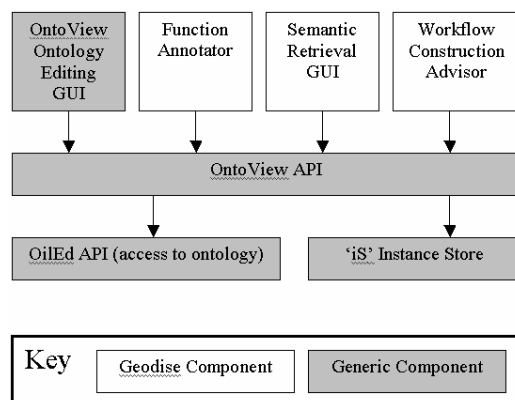 OntoView
Ontology
Editing
GUI
Function
Annotator
Semantic
Retrieval
GUI
Workflow
Construction
Advisor
OntoView API
OilEd API (access to ontology)
‘iS’ Instance Store
Key
Geodise Component
Generic Component